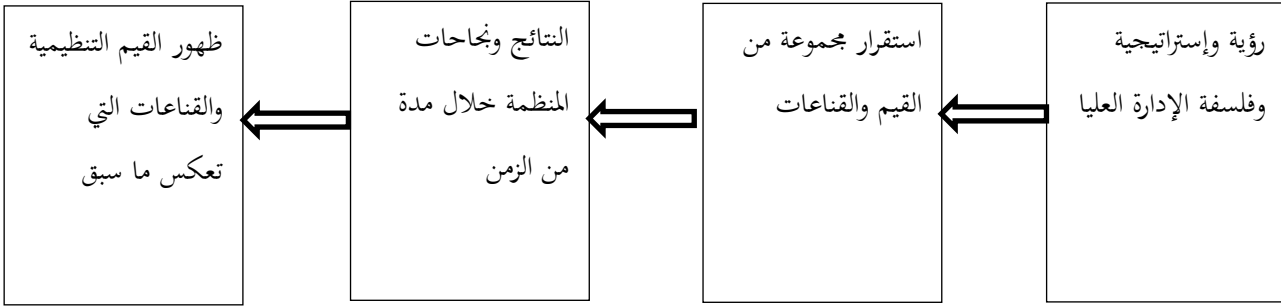 رؤية وإستراتيجية
وفلسفة الإدارة العليا
استقرار مجموعة من
القيم والقناعات
النتائج ونجاحات
المنظمة خلال مدة
من الزمن
ظهور القيم التنظيمية
والقناعات التي
تعكس ما سبق